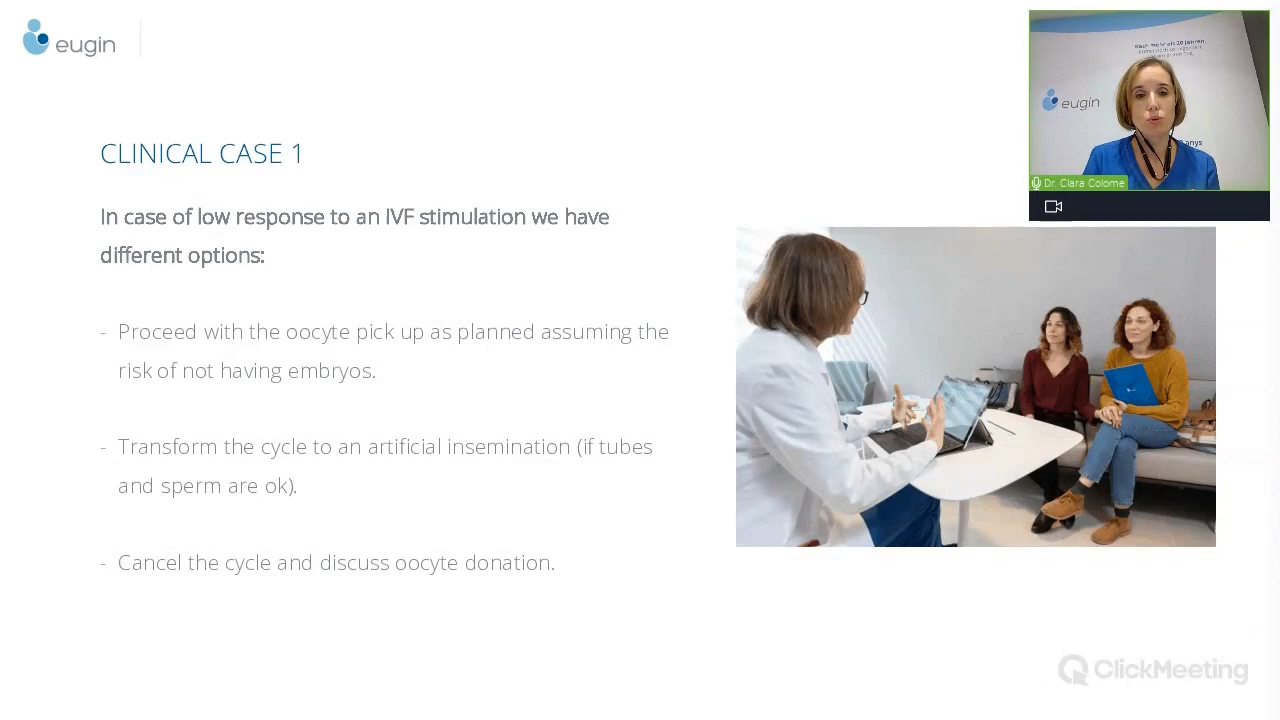 eugin
CLINICAL CASE 1
In case of low response to an IVF stimulation we have
different options:
- Proceed with the oocyte pick up as planned assuming the
risk of not having embryos.
- Transform the cycle to an artificial insemination (if tubes
and sperm are ok).
- Cancel the cycle and discuss oocyte donation.
eugin
anys
Dr. Clara Colome
ClickMeeting